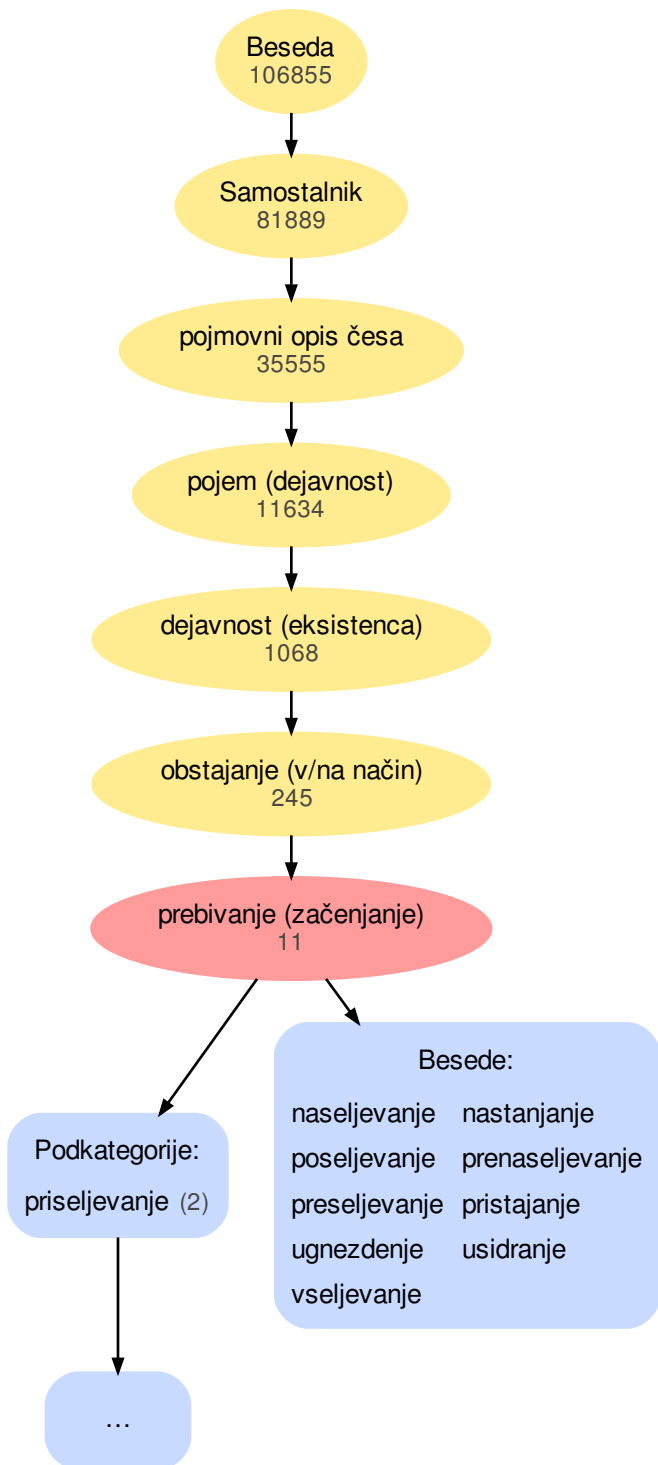 Beseda
106855
Samostalnik
81889
pojmovni opis česa
35555
pojem (dejavnost)
11634
dejavnost (eksistenca)
1068
obstajanje (v/na način)
245
prebivanje (začenjanje)
11
Podkategorije:
priseljevanje (2)
…
Besede:
naseljevanje nastanjanje
poseljevanje prenaseljevanje
preseljevanje pristajanje
ugnezdenje usidranje
vseljevanje